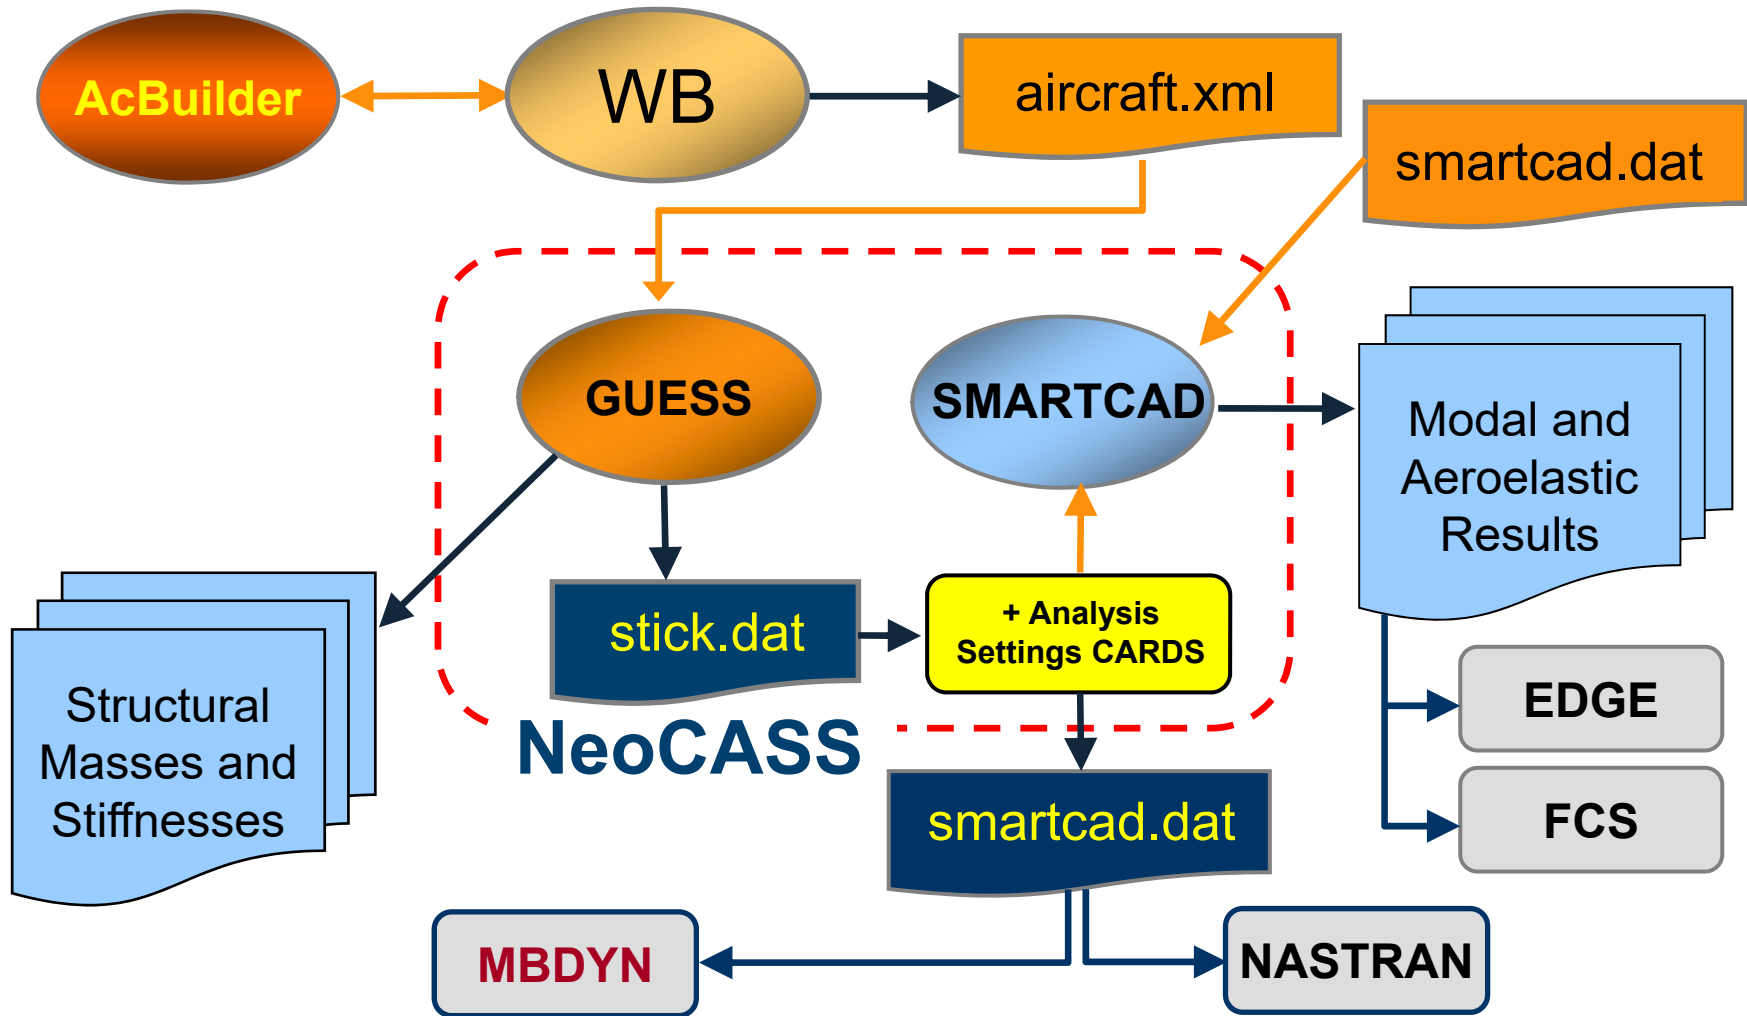 AcBuilder
WB
aircraft.xml
smartcad.dat
GUESS
SMARTCAD
Modal and
Aeroelastic
Results
stick.dat
+ Analysis
Settings CARDS
Structural
Masses and
Stiffnesses
NeoCASS
EDGE
smartcad.dat
FCS
MBDYN
NASTRAN